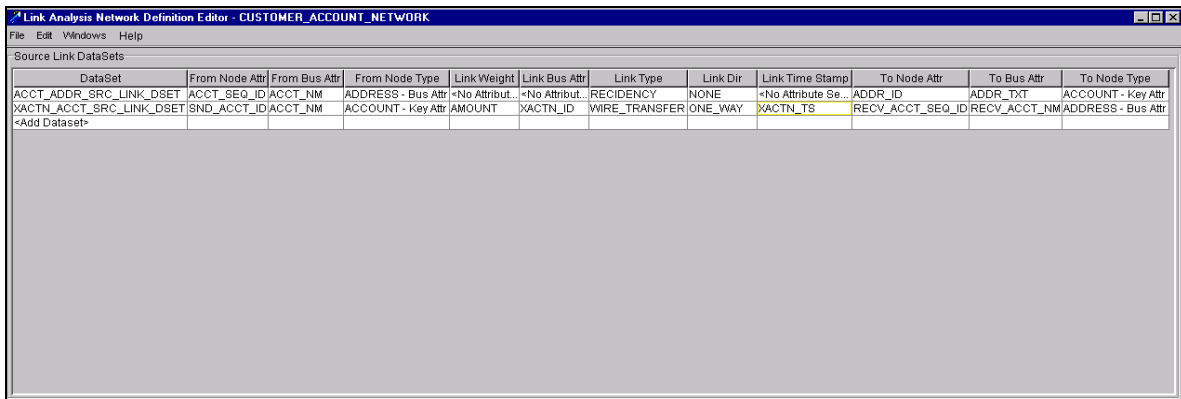 Link Analysis Network Definition Editor - CUSTOMER_ACCOUNT_NETWORK
File Edit Windows Help
Source Link DataSets
DataSet From Node Attr From Bus Attr From Node Type Link Weight Link Bus Attr Link Type Link Dir Link Time Stamp To Node Attr To Bus Attr To Node Type
ACCT_ADDR_SRC_LINK_DSET ACCT_SEQ_ID ACCT_NM ADDRESS - Bus Attr <No Attribut... <No Attribut... RECIDENCY NONE <No Attribute Se... ADDR_ID ADDR_TXT ACCOUNT - Key Attr
XACTN_ACCT_SRC_LINK_DSET SND_ACCT_ID ACCT_NM ACCOUNT - Key Attr AMOUNT XACTN_ID WIRE_TRANSFER ONE_WAY XACTN_TS RECV_ACCT_SEQ_ID RECV_ACCT_NM ADDRESS - Bus Attr
<Add Dataset>